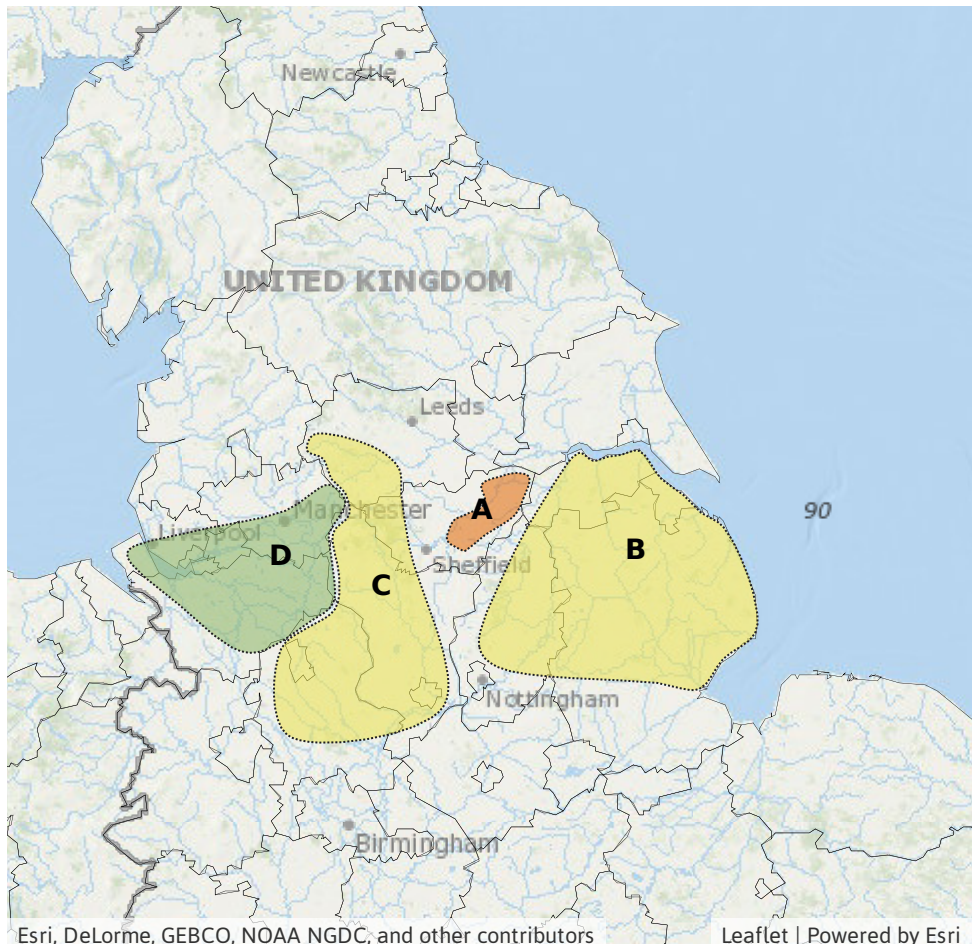 Newcastle
UNITED KINGDOM
Leeds
Manchester
A
90
Liverpool
D
B
Sheffield
C
Nottingham
Birmingham
Esri, DeLorme, GEBCO, NOAA NGDC, and other contributors
Leaflet | Powered by Esri